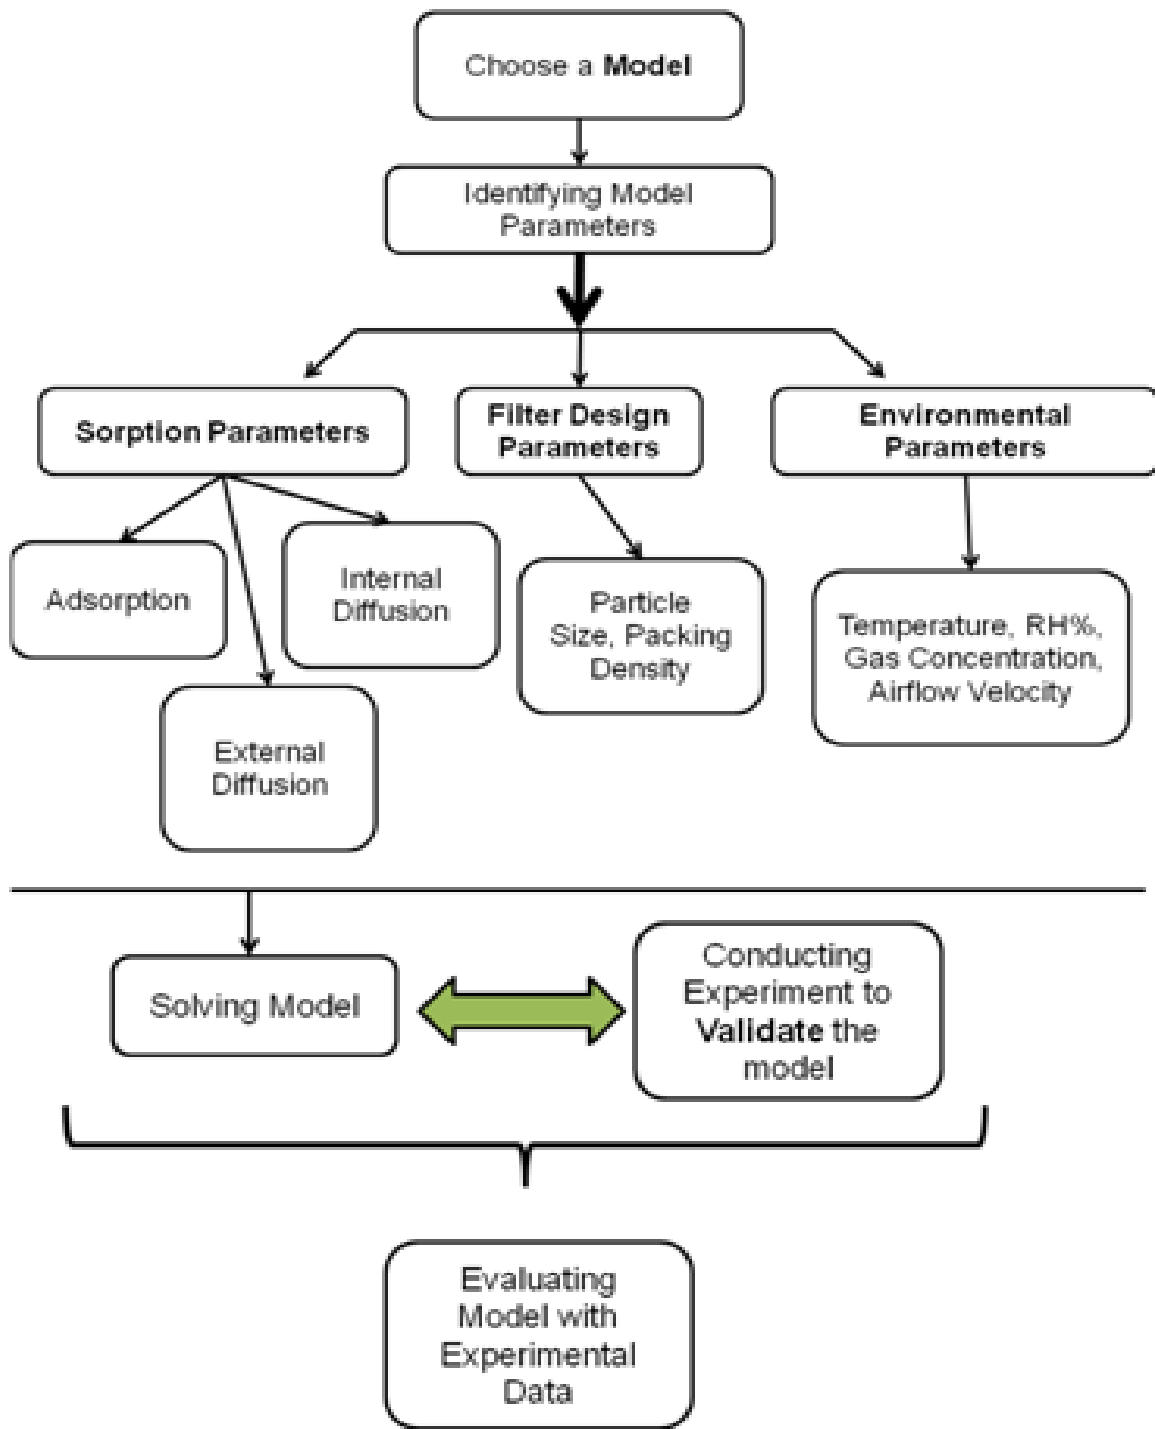 Choose a Model
Identifying Model
Parameters
Sorption Parameters
Filter Design
Parameters
Environmental
Parameters
Adsorption
Internal
Diffusion
External
Diffusion
Particle
Size, Packing
Density
Temperature, RH%,
Gas Concentration,
Airflow Velocity
Solving Model
Conducting
Experiment to
Validate the
model
Evaluating
Model with
Experimental
Data